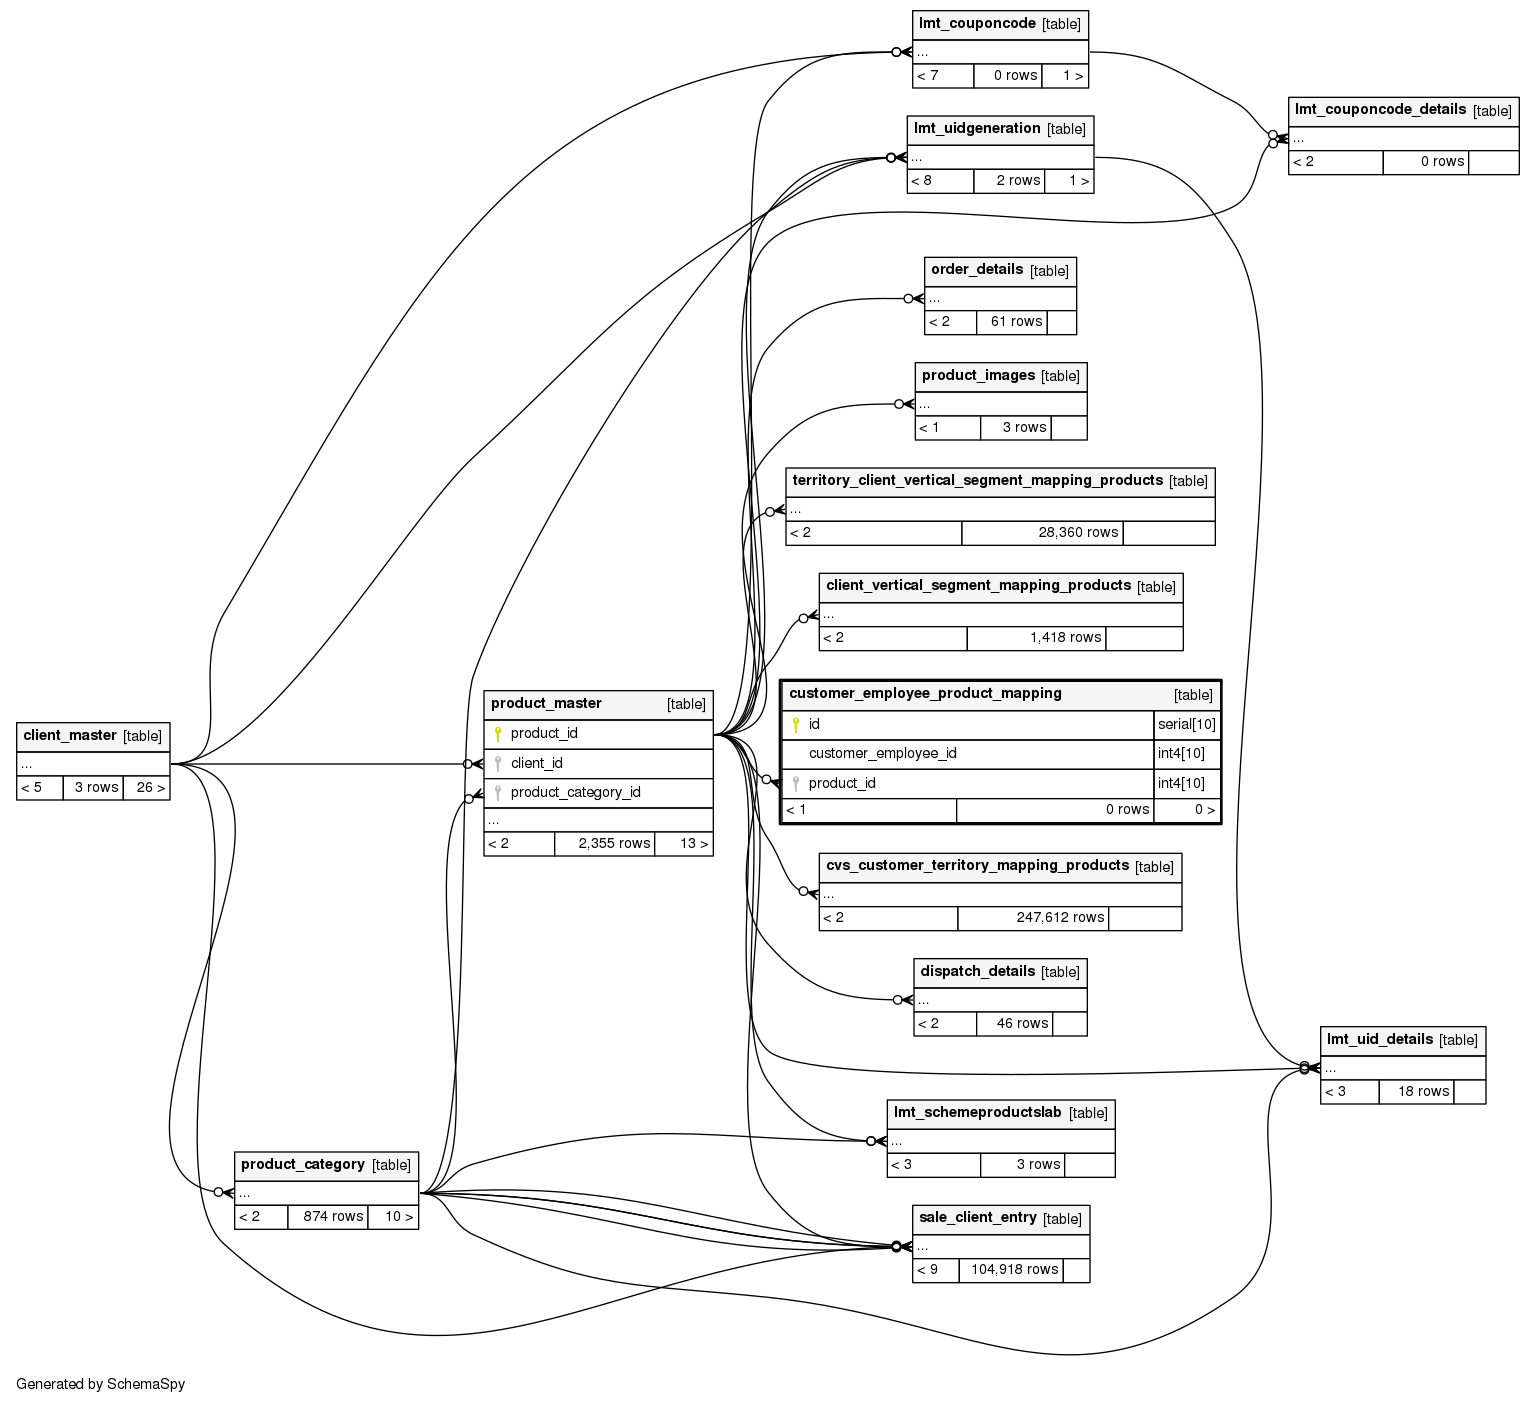 lmt_couponcode [table]
...
< 7 0 rows 1 >
lmt_couponcode_details [table]
...
< 2 0 rows
lmt_uidgeneration [table]
...
< 8 2 rows 1 >
order_details [table]
...
< 2 61 rows
product_images [table]
...
< 1 3 rows
territory_client_vertical_segment_mapping_products [table]
...
< 2 28,360 rows
client_vertical_segment_mapping_products [table]
...
< 2 1,418 rows
client_master [table]
...
< 5 3 rows 26 >
product_master [table]
product_id
client_id
product_category_id
...
< 2 2,355 rows 13 >
customer_employee_product_mapping [table]
id serial[10]
customer_employee_id int4[10]
product_id int4[10]
< 1 0 rows 0 >
cvs_customer_territory_mapping_products [table]
...
< 2 247,612 rows
dispatch_details [table]
...
< 2 46 rows
lmt_uid_details [table]
...
< 3 18 rows
lmt_schemeproductslab [table]
...
< 3 3 rows
product_category [table]
...
< 2 874 rows 10 >
sale_client_entry [table]
...
< 9 104,918 rows
Generated by SchemaSpy